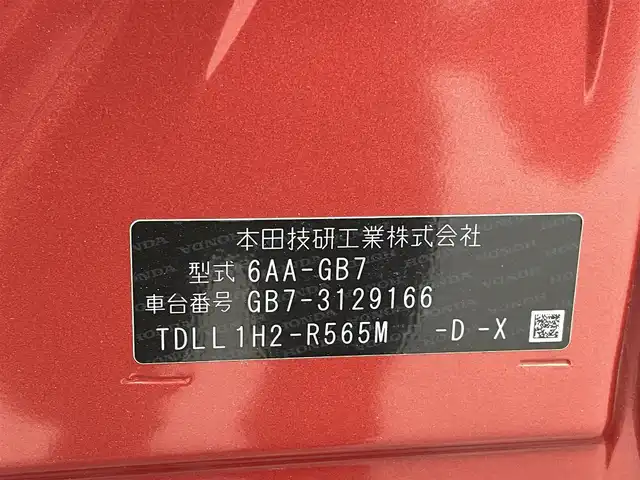 本田技研工業株式会社
型式 6AA-GB7
車台番号 GB7-3129166
TDLL1H2-R565M -D -X